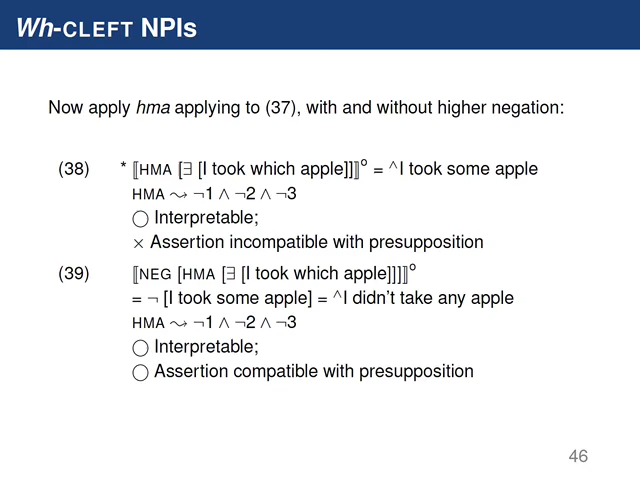 Wh-CLEFT NPIs
Now apply hma applying to (37), with and without higher negation:
(38) * ⟦HMA [∃ [I took which apple]]⟧ᵒ = ^I took some apple
HMA ⤳ ¬1 ∧ ¬2 ∧ ¬3
◯ Interpretable;
× Assertion incompatible with presupposition
(39) ⟦NEG [HMA [∃ [I took which apple]]]⟧ᵒ
= ¬ [I took some apple] = ^I didn't take any apple
HMA ⤳ ¬1 ∧ ¬2 ∧ ¬3
◯ Interpretable;
◯ Assertion compatible with presupposition
46